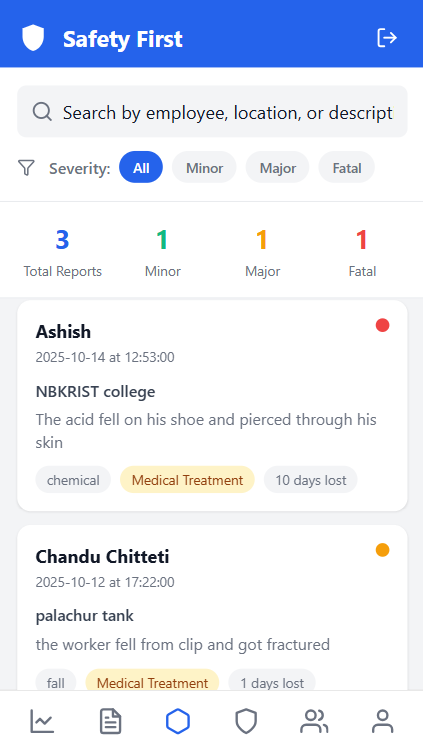 Safety First
Search by employee, location, or descript
Severity: All Minor Major Fatal
3 1 1 1
Total Reports Minor Major Fatal
Ashish
2025-10-14 at 12:53:00
NBKRIST college
The acid fell on his shoe and pierced through his
skin
chemical Medical Treatment 10 days lost
Chandu Chitteti
2025-10-12 at 17:22:00
palachur tank
the worker fell from clip and got fractured
fall Medical Treatment 1 days lost